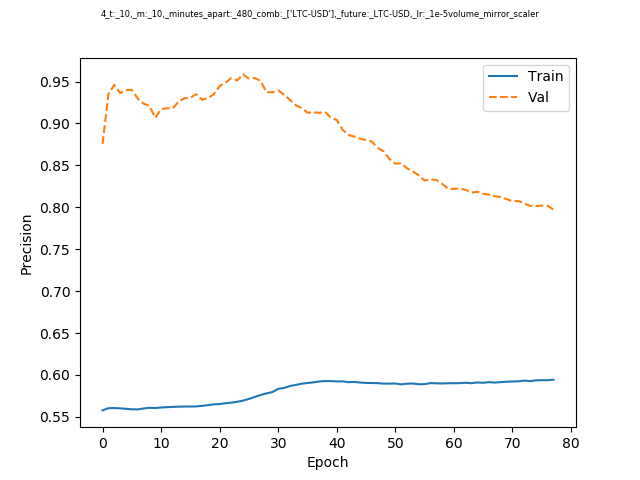 4_t:_10,_m:_10,_minutes_apart:_480_comb:_['LTC-USD'],_future:_LTC-USD,_lr:_1e-5volume_mirror_scaler
Train
Val
0.95
0.90
0.85
0.80
0.75
0.70
0.65
0.60
0.55
Precision
0 10 20 30 40 50 60 70 80
Epoch